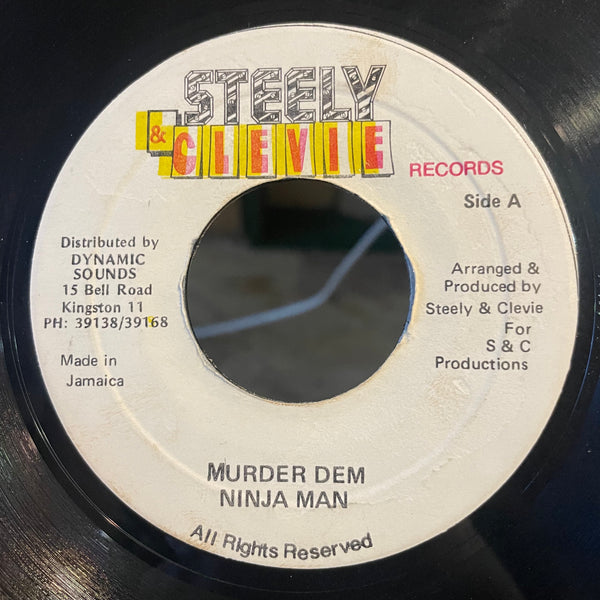 STEELY
& CLEVIE
RECORDS
Side A
Distributed by
DYNAMIC
SOUNDS
15 Bell Road
Kingston 11
PH: 39138/39168
Made in
Jamaica
Arranged &
Produced by
Steely & Clevie
For
S & C
Productions
MURDER DEM
NINJA MAN
All Rights Reserved